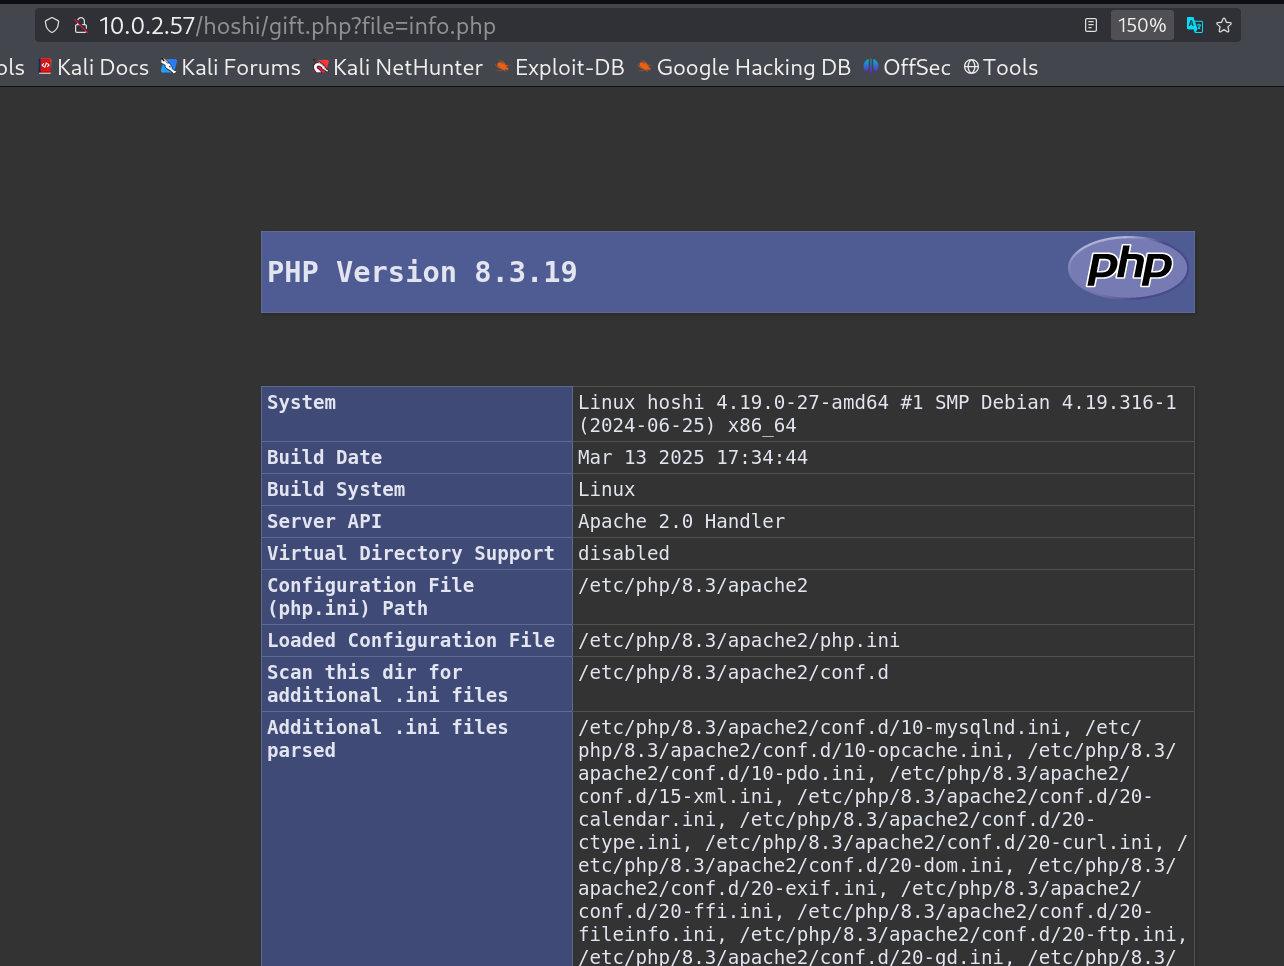 10.0.2.57/hoshi/gift.php?file=info.php 150%
ols Kali Docs Kali Forums Kali NetHunter Exploit-DB Google Hacking DB OffSec Tools
PHP Version 8.3.19 php
System Linux hoshi 4.19.0-27-amd64 #1 SMP Debian 4.19.316-1
(2024-06-25) x86_64
Build Date Mar 13 2025 17:34:44
Build System Linux
Server API Apache 2.0 Handler
Virtual Directory Support disabled
Configuration File /etc/php/8.3/apache2
(php.ini) Path
Loaded Configuration File /etc/php/8.3/apache2/php.ini
Scan this dir for /etc/php/8.3/apache2/conf.d
additional .ini files
Additional .ini files /etc/php/8.3/apache2/conf.d/10-mysqlnd.ini, /etc/
parsed php/8.3/apache2/conf.d/10-opcache.ini, /etc/php/8.3/
apache2/conf.d/10-pdo.ini, /etc/php/8.3/apache2/
conf.d/15-xml.ini, /etc/php/8.3/apache2/conf.d/20-
calendar.ini, /etc/php/8.3/apache2/conf.d/20-
ctype.ini, /etc/php/8.3/apache2/conf.d/20-curl.ini, /
etc/php/8.3/apache2/conf.d/20-dom.ini, /etc/php/8.3/
apache2/conf.d/20-exif.ini, /etc/php/8.3/apache2/
conf.d/20-ffi.ini, /etc/php/8.3/apache2/conf.d/20-
fileinfo.ini, /etc/php/8.3/apache2/conf.d/20-ftp.ini,
/etc/php/8.3/apache2/conf.d/20-gd.ini, /etc/php/8.3/